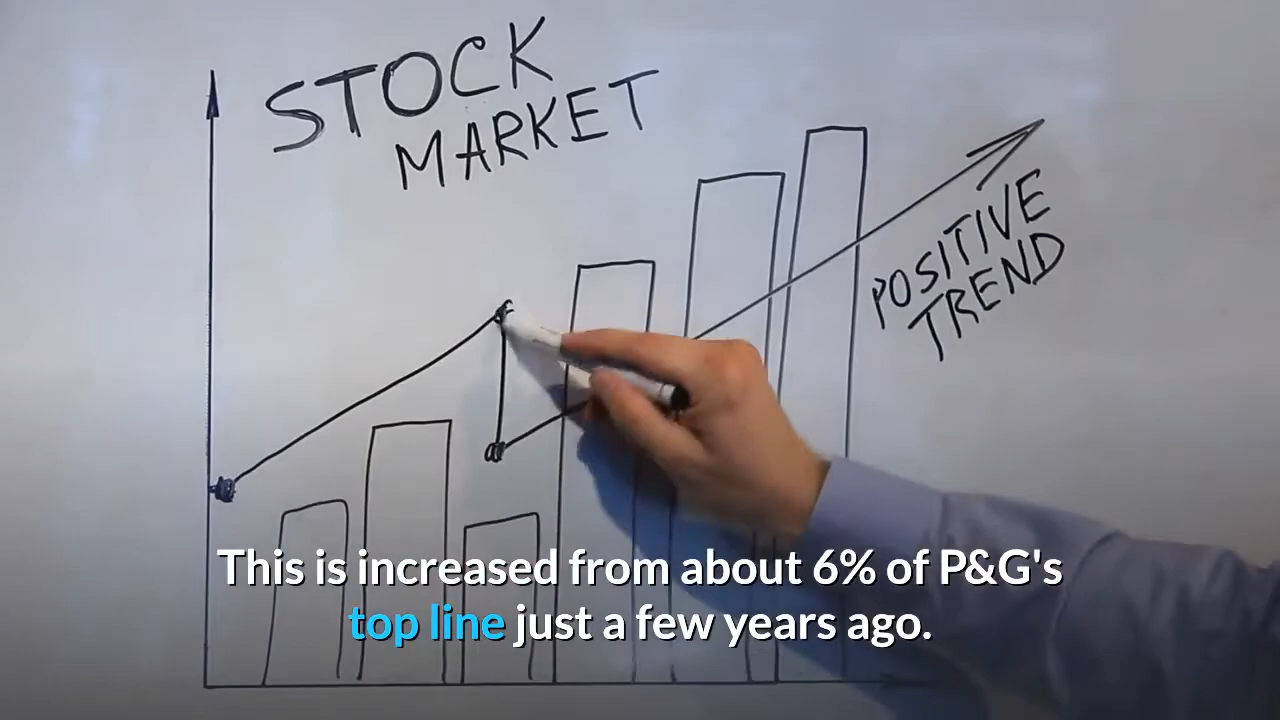 STOCK
MARKET
POSITIVE
TREND
This is increased from about 6% of P&G's
top line just a few years ago.